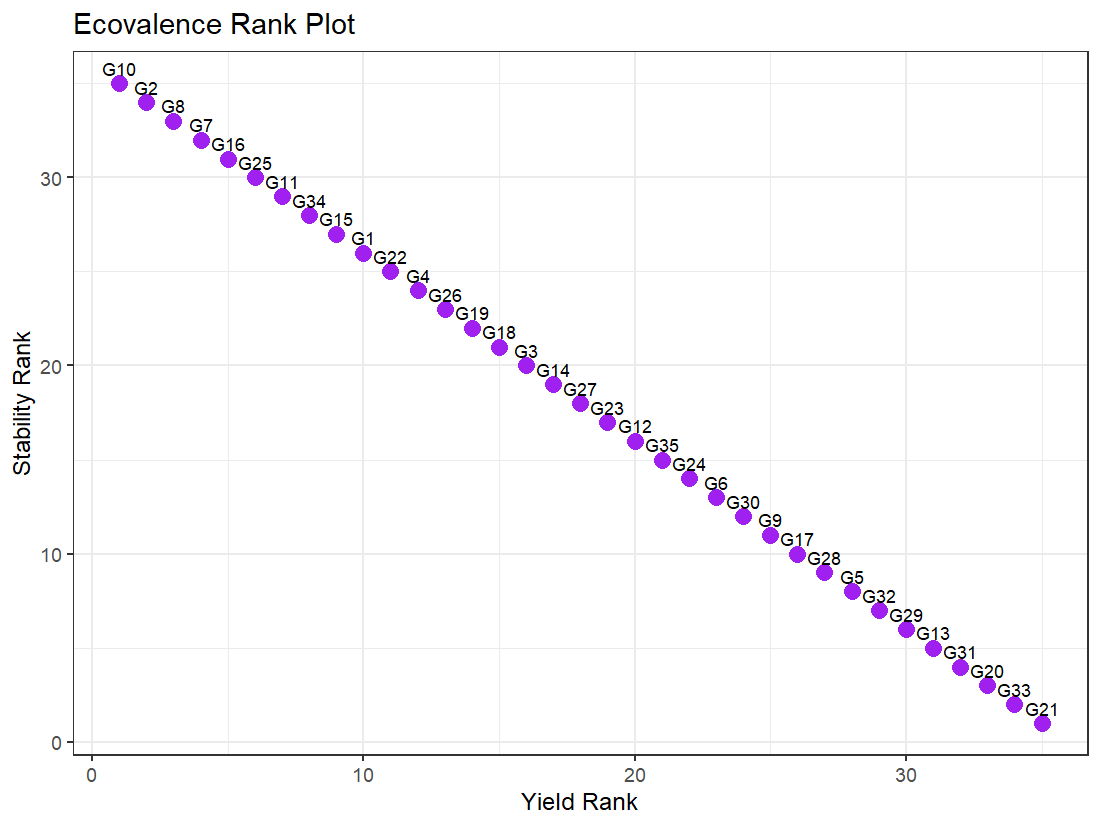 Ecovalence Rank Plot
G10
G2
G8
G7
G16
G25
G11
G34
G15
G1
G22
G4
G26
G19
G18
G3
G14
G27
G23
G12
G35
G24
G6
G30
G9
G17
G28
G5
G32
G29
G13
G31
G20
G33
G21
30
20
10
0
Stability Rank
0 10 20 30
Yield Rank